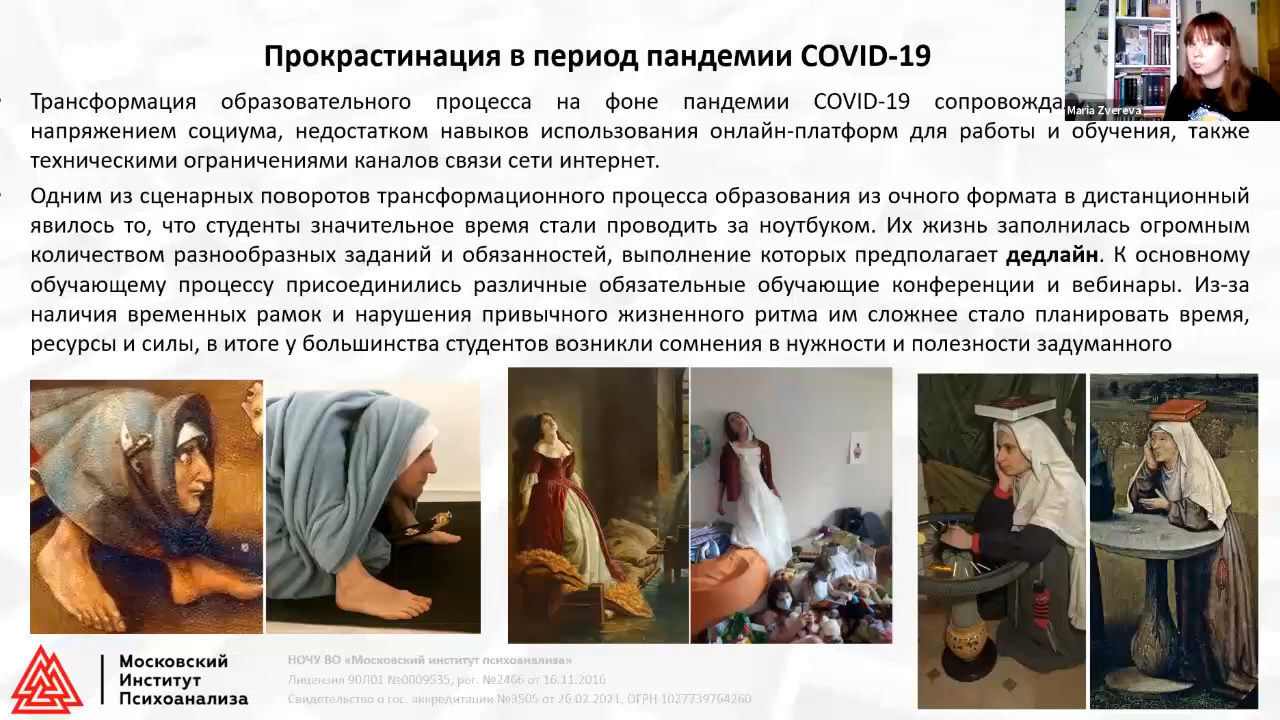 Прокрастинация в период пандемии COVID-19
Maria Zvereva
Трансформация образовательного процесса на фоне пандемии COVID-19 сопровожда
напряжением социума, недостатком навыков использования онлайн-платформ для работы и обучения, также
техническими ограничениями каналов связи сети интернет.
Одним из сценарных поворотов трансформационного процесса образования из очного формата в дистанционный
явилось то, что студенты значительное время стали проводить за ноутбуком. Их жизнь заполнилась огромным
количеством разнообразных заданий и обязанностей, выполнение которых предполагает дедлайн. К основному
обучающему процессу присоединились различные обязательные обучающие конференции и вебинары. Из-за
наличия временных рамок и нарушения привычного жизненного ритма им сложнее стало планировать время,
ресурсы и силы, в итоге у большинства студентов возникли сомнения в нужности и полезности задуманного
Московский
Институт
Психоанализа
НОЧУ ВО «Московский институт психоанализа»
Лицензия 90Л01 №0009535, рег. №2466 от 16.11.2016
Свидетельство о гос. аккредитации №3505 от 26.02.2021, ОГРН 1027739764260